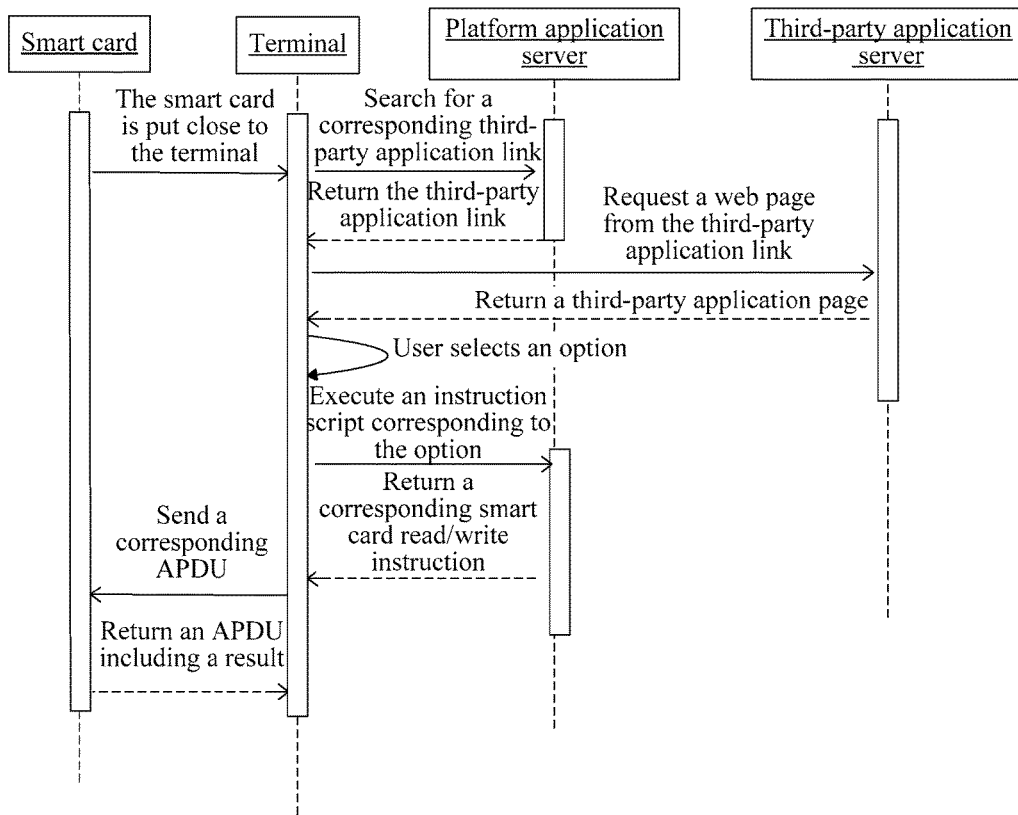 Smart card
Terminal
Platform application
server
Third-party application
server
The smart card
is put close to
the terminal
Search for a
corresponding third-
party application link
Return the third-party
application link
Request a web page
from the third-party
application link
Return a third-party application page
User selects an option
Execute an instruction
script corresponding to
the option
Return a
corresponding smart
card read/write
instruction
Send a
corresponding
APDU
Return an APDU
including a result